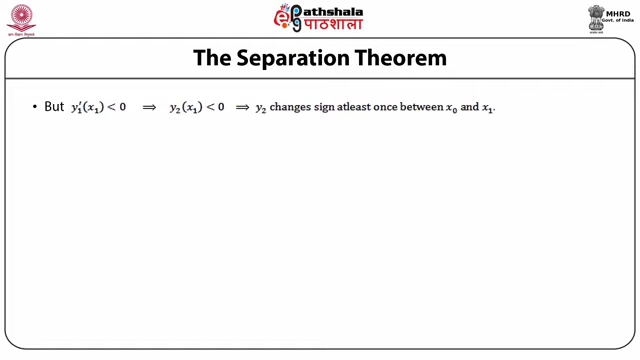 ePathshala
पाठशाला
MHRD
Govt. of India
The Separation Theorem
• But y₁′(x₁) < 0 ⟹ y₂(x₁) < 0 ⟹ y₂ changes sign atleast once between x₀ and x₁.